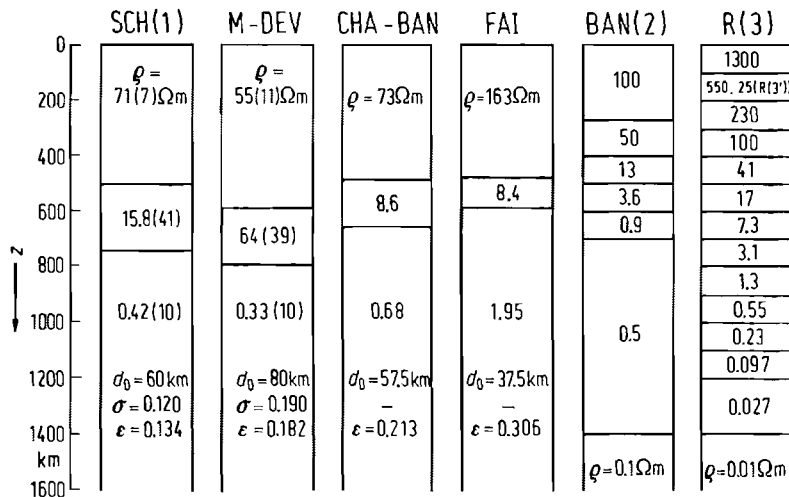 SCH(1) M-DEV CHA-BAN FAI BAN(2) R(3)
0
200
400
600
800
1000
1200
1400
km
1600
z
ϱ =
71(7)Ωm
15.8(41)
0.42(10)
d₀=60km
σ=0.120
ε=0.134
ϱ =
55(11)Ωm
64(39)
0.33(10)
d₀=80km
σ=0.190
ε=0.182
ϱ=73Ωm
8.6
0.68
d₀=57.5km
–
ε=0.213
ϱ=163Ωm
8.4
1.95
d₀=37.5km
–
ε=0.306
100
50
13
3.6
0.9
0.5
ϱ=0.1Ωm
1300
550, 25(R(3'))
230
100
41
17
7.3
3.1
1.3
0.55
0.23
0.097
0.027
ϱ=0.01Ωm